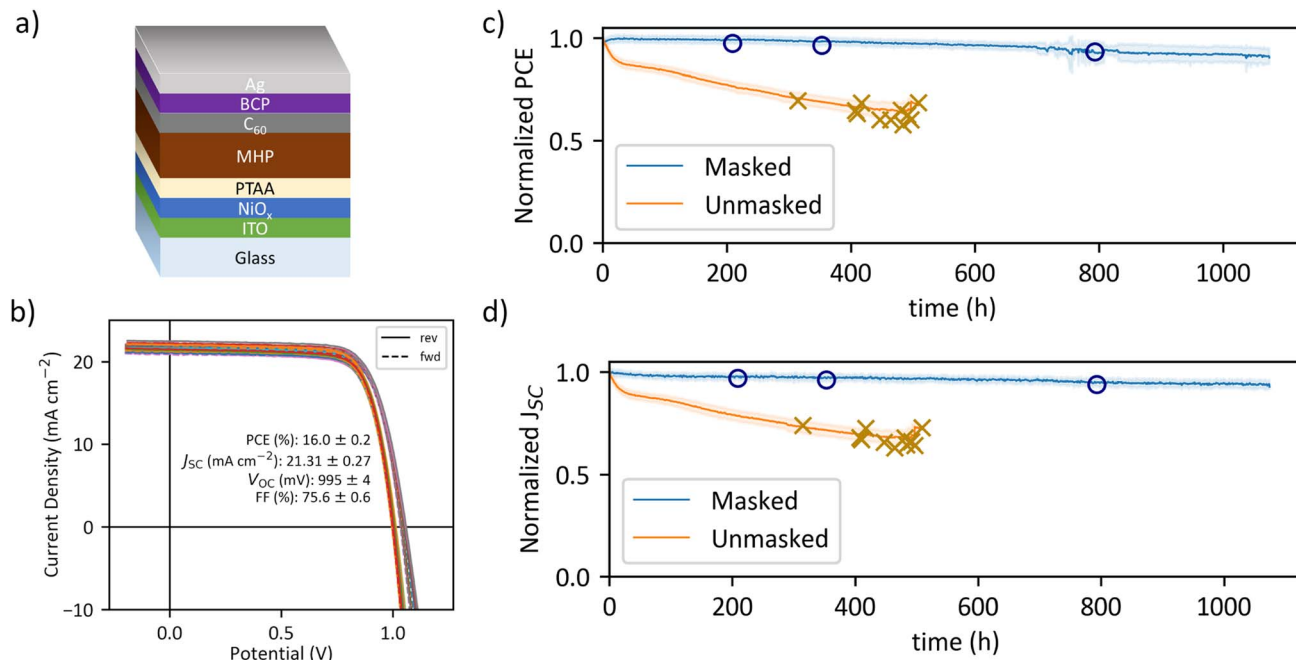 a)
Ag
BCP
C₆₀
MHP
PTAA
NiOₓ
ITO
Glass
b)
Current Density (mA cm⁻²)
20
10
0
−10
rev
fwd
PCE (%): 16.0 ± 0.2
J_SC (mA cm⁻²): 21.31 ± 0.27
V_OC (mV): 995 ± 4
FF (%): 75.6 ± 0.6
0.0 0.5 1.0
Potential (V)
c)
Normalized PCE
1.0
0.5
0.0
Masked
Unmasked
0 200 400 600 800 1000
time (h)
d)
Normalized J_SC
1.0
0.5
0.0
Masked
Unmasked
0 200 400 600 800 1000
time (h)